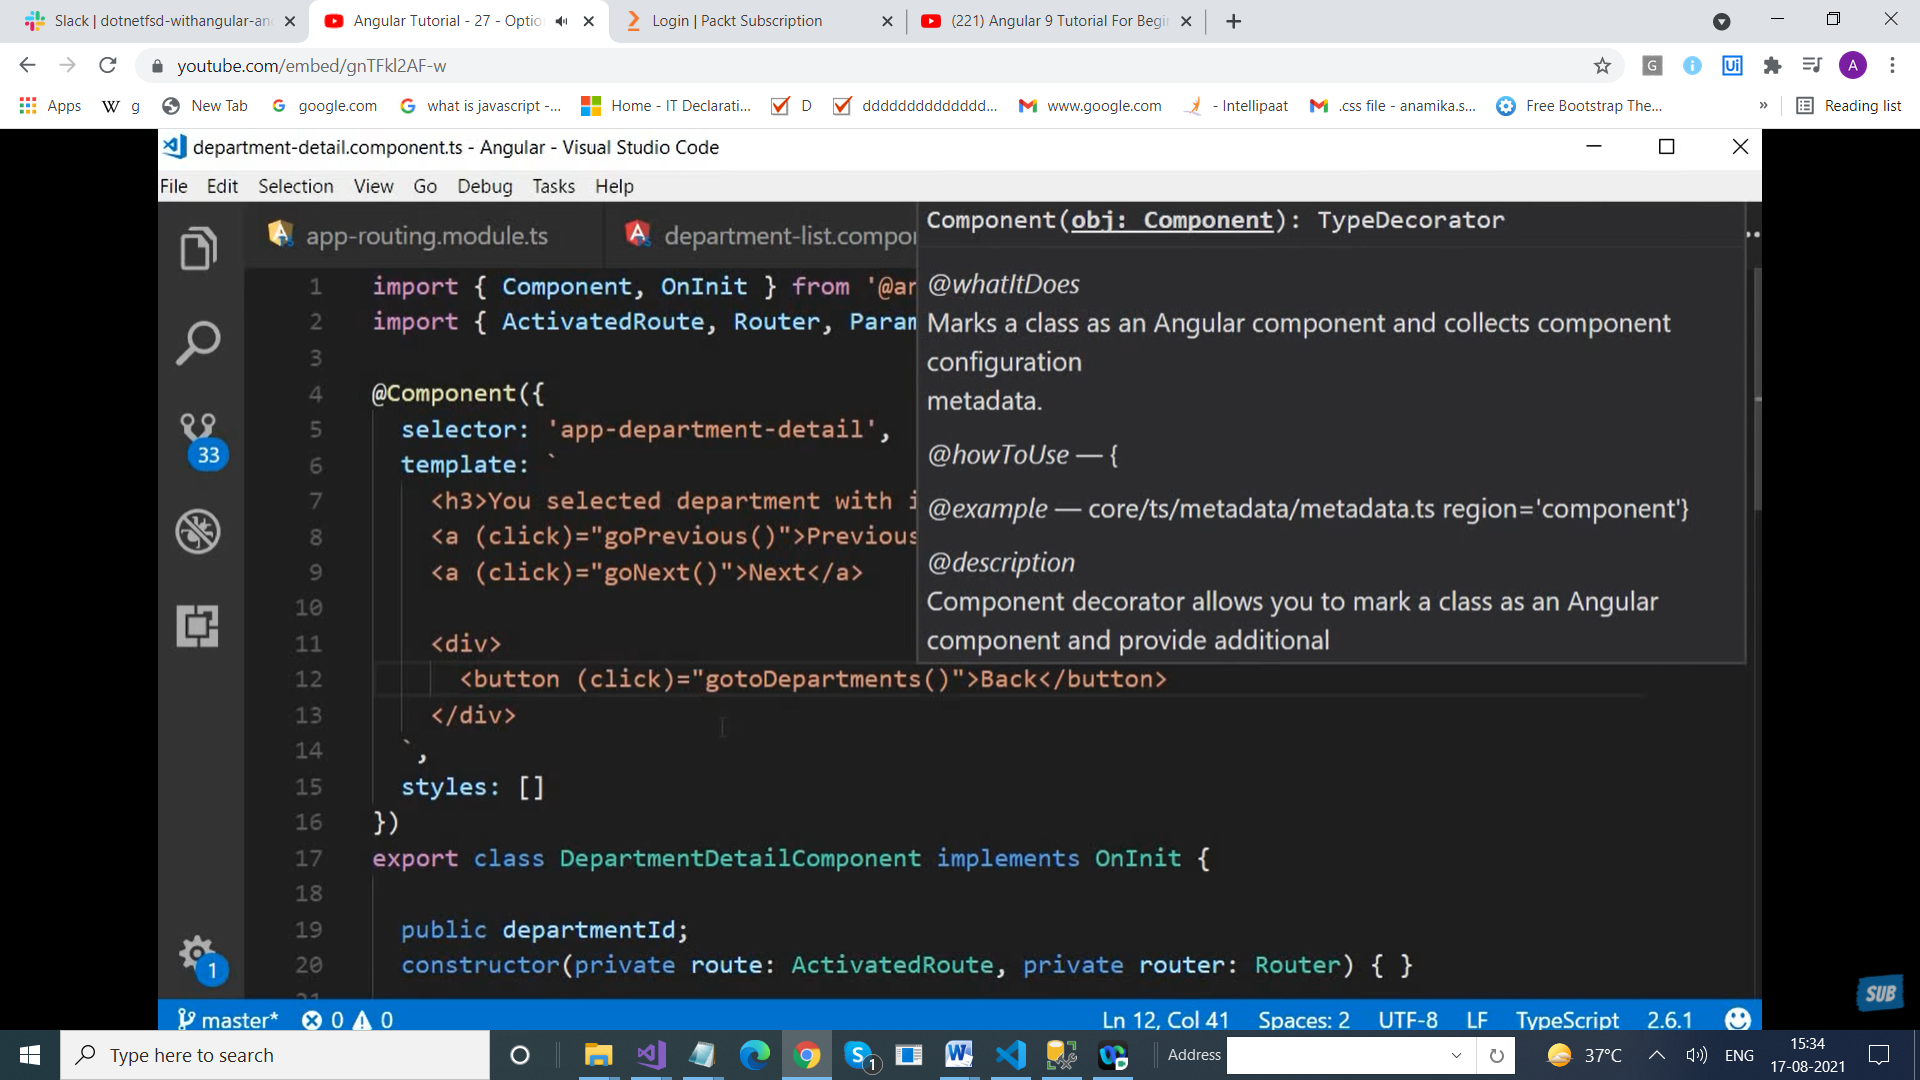 Slack | dotnetfsd-withangular-an
Angular Tutorial - 27 - Optio
Login | Packt Subscription
(221) Angular 9 Tutorial For Begi
youtube.com/embed/gnTFkl2AF-w
G
Ui
A
Apps
W g
New Tab
google.com
what is javascript -...
Home - IT Declarati...
D
ddddddddddddddd...
www.google.com
- Intellipaat
.css file - anamika.s...
Free Bootstrap The...
»
Reading list
department-detail.component.ts - Angular - Visual Studio Code
File Edit Selection View Go Debug Tasks Help
app-routing.module.ts
department-list.compo
Component(obj: Component): TypeDecorator
@whatItDoes
Marks a class as an Angular component and collects component
configuration
metadata.
@howToUse — {
@example — core/ts/metadata/metadata.ts region='component'}
@description
Component decorator allows you to mark a class as an Angular
component and provide additional
33
1
1 import { Component, OnInit } from '@an
2 import { ActivatedRoute, Router, Param
3
4 @Component({
5 selector: 'app-department-detail',
6 template: `
7 <h3>You selected department with i
8 <a (click)="goPrevious()">Previous
9 <a (click)="goNext()">Next</a>
10
11 <div>
12 <button (click)="gotoDepartments()">Back</button>
13 </div>
14 `,
15 styles: []
16 })
17 export class DepartmentDetailComponent implements OnInit {
18
19 public departmentId;
20 constructor(private route: ActivatedRoute, private router: Router) { }
21
SUB
master* 0 0
Ln 12, Col 41 Spaces: 2 UTF-8 LF TypeScript 2.6.1
Type here to search
1
Address
37°C
ENG
15:34
17-08-2021